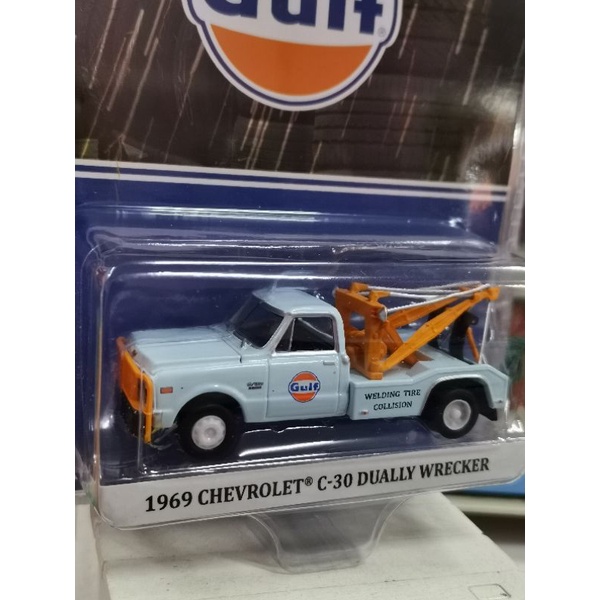 Gulf
Gulf
WELDING TIRE
COLLISION
1969 CHEVROLET® C-30 DUALLY WRECKER